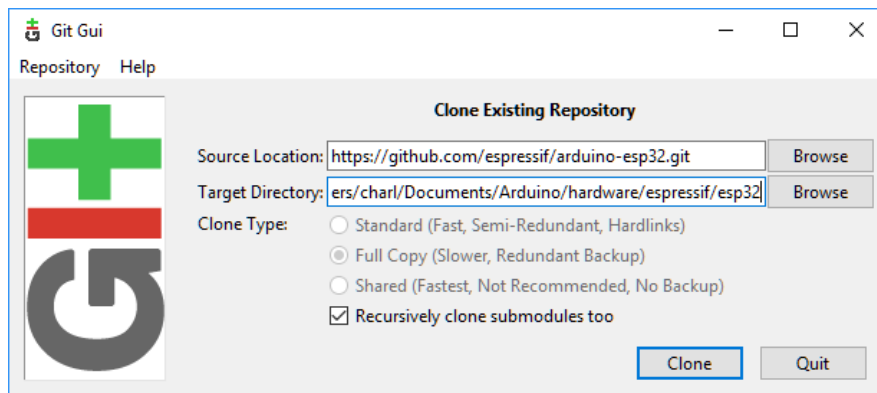 Git Gui
Repository Help
Clone Existing Repository
Source Location: https://github.com/espressif/arduino-esp32.git Browse
Target Directory: ers/charl/Documents/Arduino/hardware/espressif/esp32 Browse
Clone Type: Standard (Fast, Semi-Redundant, Hardlinks)
Full Copy (Slower, Redundant Backup)
Shared (Fastest, Not Recommended, No Backup)
Recursively clone submodules too
Clone Quit